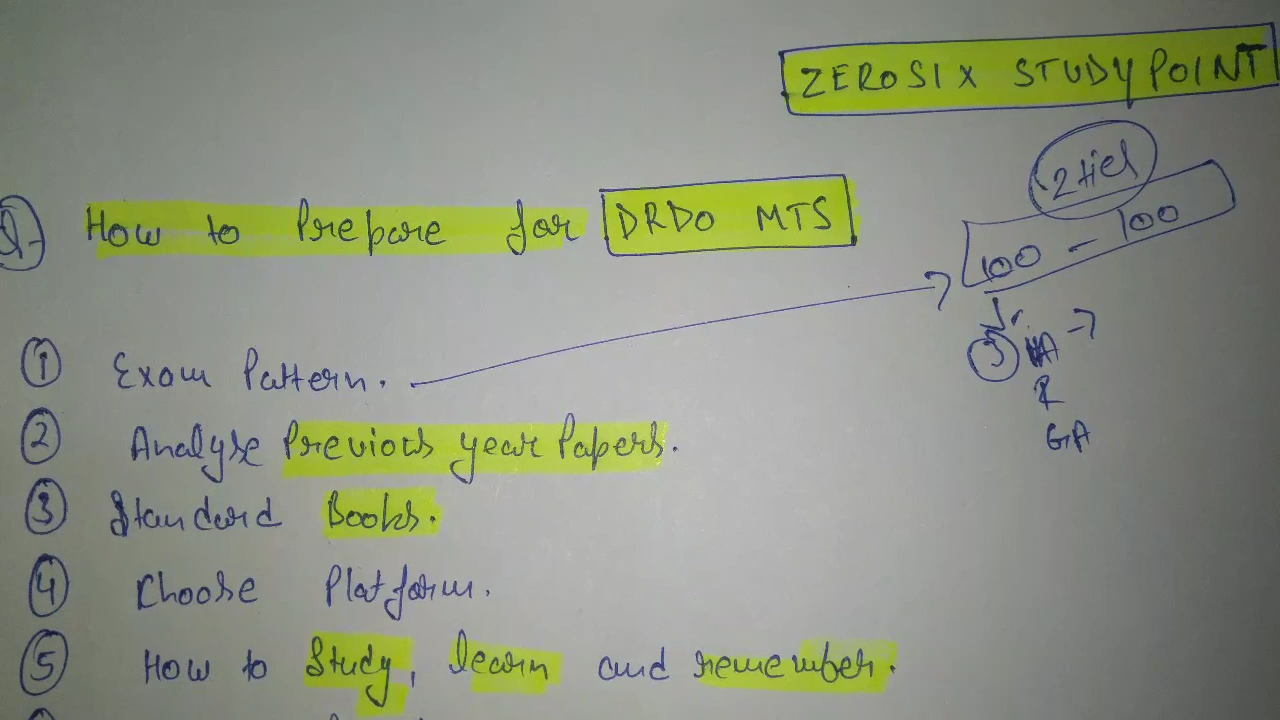 ZEROSIX STUDY POINT
2 tier
Q. How to Prepare for DRDO MTS
100 - 100
① Exam Pattern.
3 A →
R
GA
② Analyse Previous year Papers.
③ Standard Books.
④ Choose Platform.
⑤ How to Study, learn and remember.